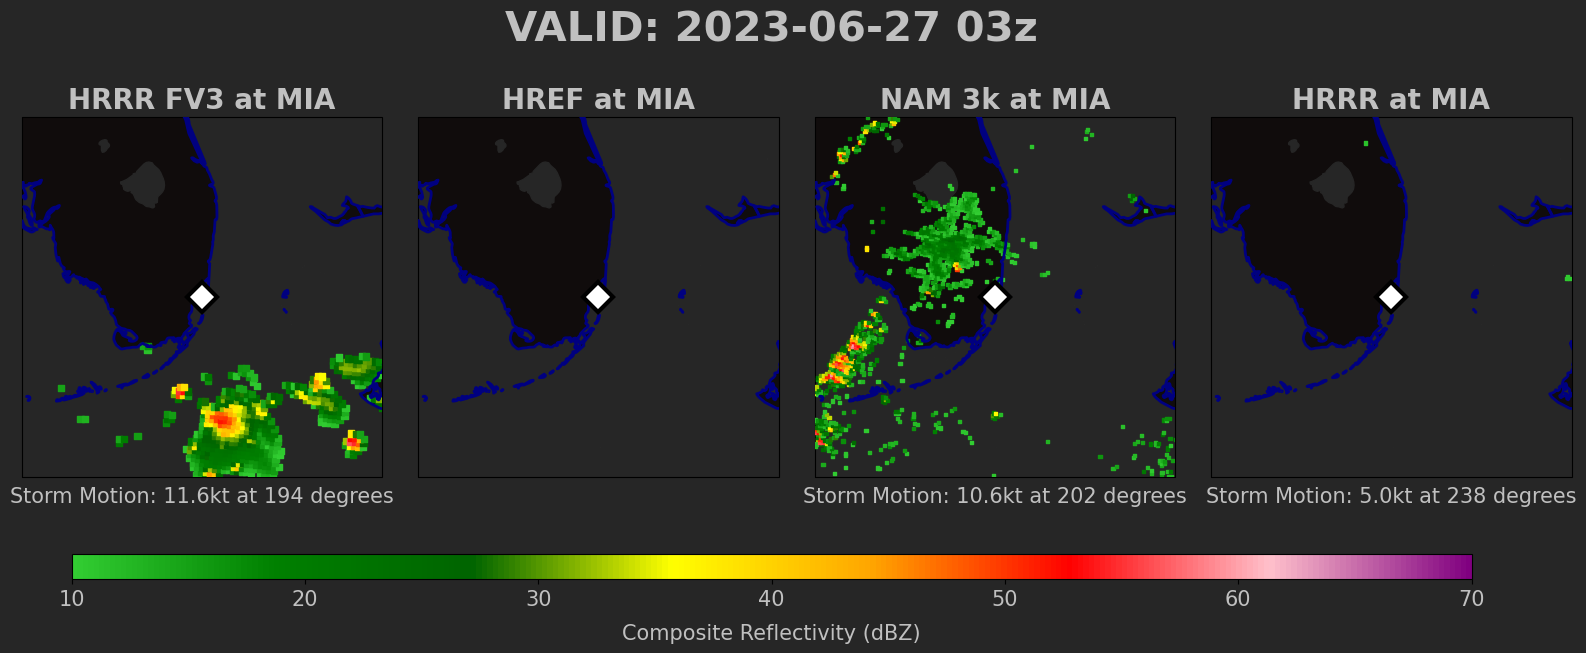 VALID: 2023-06-27 03z
HRRR FV3 at MIA
HREF at MIA
NAM 3k at MIA
HRRR at MIA
Storm Motion: 11.6kt at 194 degrees
Storm Motion: 10.6kt at 202 degrees
Storm Motion: 5.0kt at 238 degrees
10 20 30 40 50 60 70
Composite Reflectivity (dBZ)